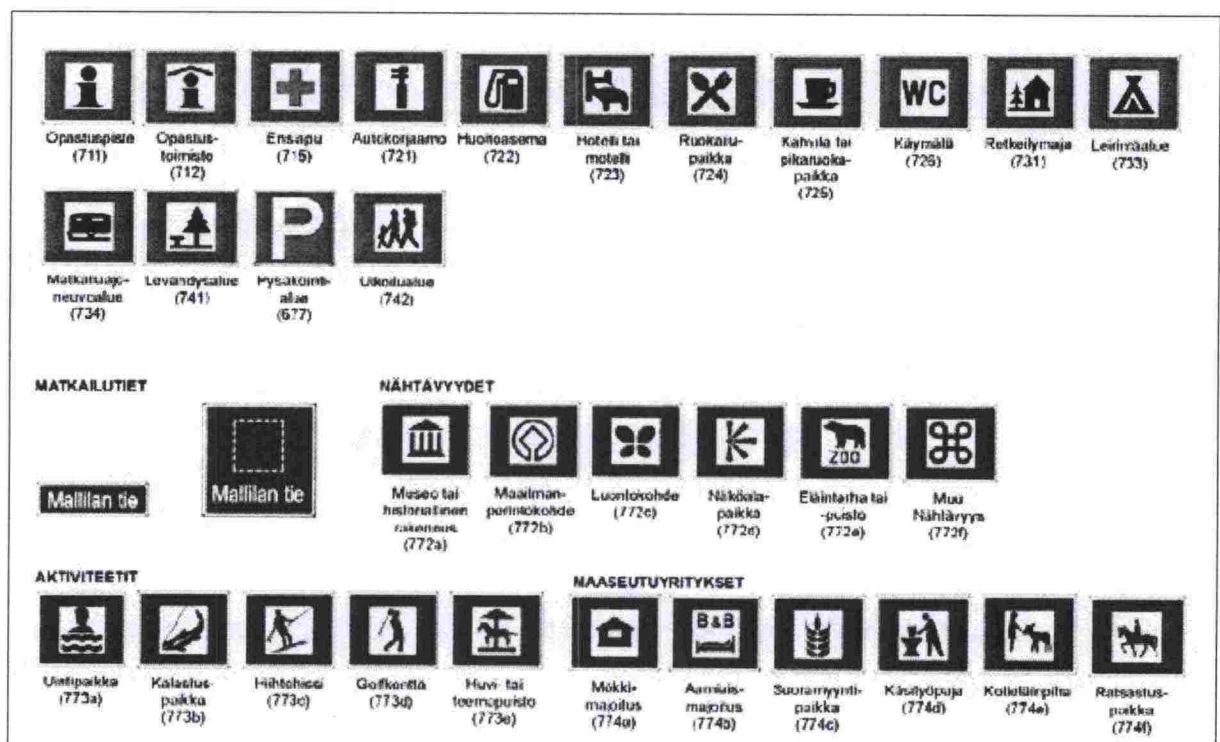 WC
Opastuspiste
(711)
Opastus-
toimisto
(712)
Ensiapu
(715)
Autokorjaamo
(721)
Huoltoasema
(722)
Hotelli tai
motelli
(723)
Ruokailu-
paikka
(724)
Kahvila tai
pikaruoka-
paikka
(725)
Käymälä
(726)
Retkeilymaja
(731)
Leirintäalue
(733)
P
Matkailuajo-
neuvoalue
(734)
Levähdysalue
(741)
Pysäköinti-
alue
(677)
Ulkoilualue
(742)
MATKAILUTIET
Mallilan tie
Mallilan tie
NÄHTÄVYYDET
ZOO
Museo tai
historiallinen
rakennus
(772a)
Maailman-
perintökohde
(772b)
Luontokohde
(772c)
Näköala-
paikka
(772d)
Eläintarha tai
-puisto
(772e)
Muu
Nähtävyys
(772f)
AKTIVITEETIT
Uintipaikka
(773a)
Kalastus-
paikka
(773b)
Hiihtohissi
(773c)
Golfkenttä
(773d)
Huvi- tai
teemapuisto
(773e)
MAASEUTUYRITYKSET
B & B
Mökki-
majoitus
(774a)
Aamiais-
majoitus
(774b)
Suoramyynti-
paikka
(774c)
Käsityöpaja
(774d)
Kotieläinpiha
(774e)
Ratsastus-
paikka
(774f)